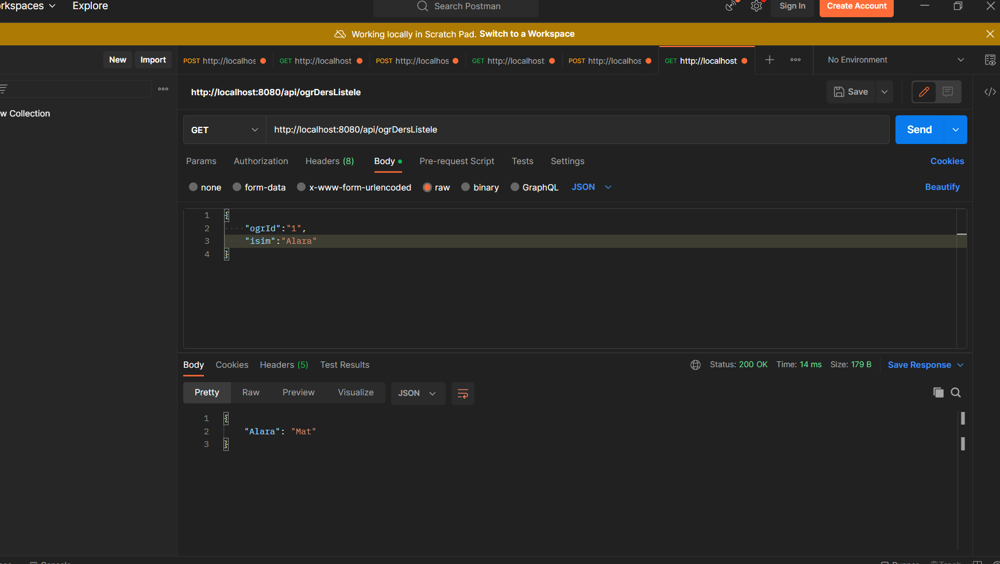 rkspaces Explore Search Postman Sign In Create Account
Working locally in Scratch Pad. Switch to a Workspace
New Import POST http://localhos GET http://localhost POST http://localhos GET http://localhost: POST http://localhos GET http://localhost No Environment
http://localhost:8080/api/ogrDersListele Save
w Collection
GET http://localhost:8080/api/ogrDersListele Send
Params Authorization Headers (8) Body Pre-request Script Tests Settings Cookies
none form-data x-www-form-urlencoded raw binary GraphQL JSON Beautify
1 {
2 "ogrId":"1",
3 "isim":"Alara"
4 }
Body Cookies Headers (5) Test Results Status: 200 OK Time: 14 ms Size: 179 B Save Response
Pretty Raw Preview Visualize JSON
1 {
2 "Alara": "Mat"
3 }
Console Runner Trash